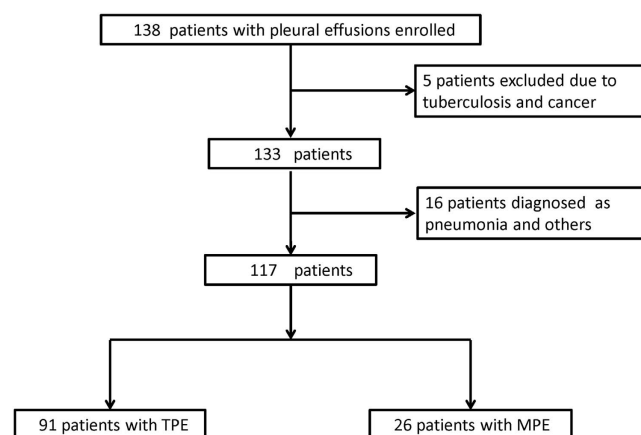 138 patients with pleural effusions enrolled
5 patients excluded due to
tuberculosis and cancer
133 patients
16 patients diagnosed as
pneumonia and others
117 patients
91 patients with TPE
26 patients with MPE